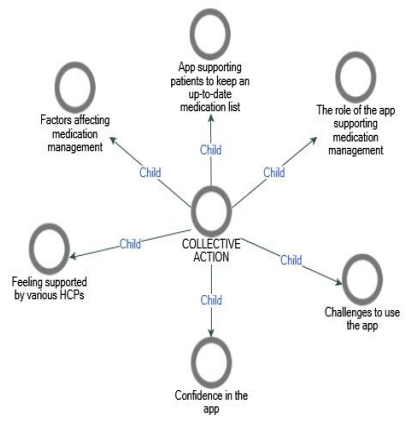 App supporting
patients to keep an
up-to-date
medication list
Factors affecting
medication
management
The role of the app
supporting
medication
management
Child
Child
Child
COLLECTIVE
ACTION
Child
Child
Child
Feeling supported
by various HCPs
Challenges to use
the app
Confidence in the
app